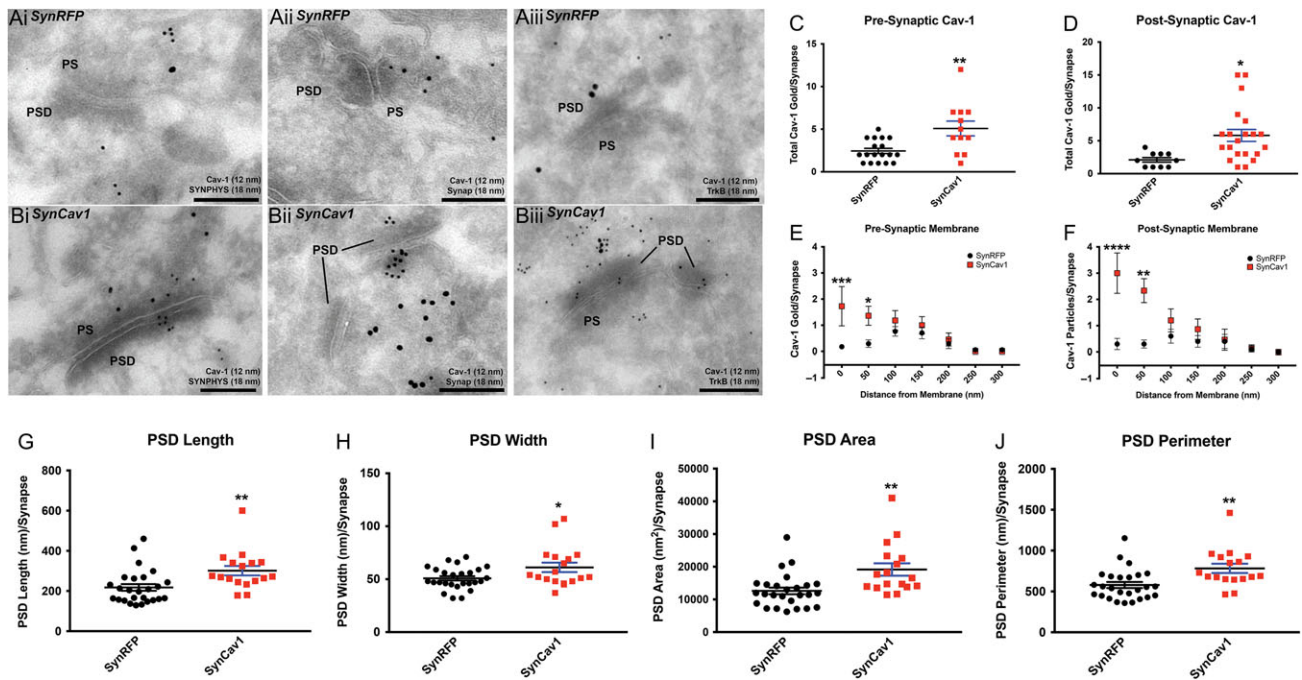 Ai SynRFP
PS
PSD
Cav-1 (12 nm)
SYNPHYS (18 nm)
Aii SynRFP
PSD
PS
Cav-1 (12 nm)
Synap (18 nm)
Aiii SynRFP
PSD
PS
Cav-1 (12 nm)
TrkB (18 nm)
Bi SynCav1
PS
PSD
Cav-1 (12 nm)
SYNPHYS (18 nm)
Bii SynCav1
PSD
Cav-1 (12 nm)
Synap (18 nm)
Biii SynCav1
PSD
PS
Cav-1 (12 nm)
TrkB (18 nm)
C Pre-Synaptic Cav-1
Total Cav-1 Gold/Synapse
15
10
5
0
**
SynRFP
SynCav1
D Post-Synaptic Cav-1
Total Cav-1 Gold/Synapse
20
15
10
5
0
*
SynRFP
SynCav1
E Pre-Synaptic Membrane
Cav-1 Gold/Synapse
4
3
2
1
0
−1
***
*
SynRFP
SynCav1
0 50 100 150 200 250 300
Distance from Membrane (nm)
F Post-Synaptic Membrane
Cav-1 Particles/Synapse
4
3
2
1
0
−1
****
**
SynRFP
SynCav1
0 50 100 150 200 250 300
Distance from Membrane (nm)
G PSD Length
PSD Length (nm)/Synapse
800
600
400
200
0
**
SynRFP
SynCav1
H PSD Width
PSD Width (nm)/Synapse
150
100
50
0
*
SynRFP
SynCav1
I PSD Area
PSD Area (nm²)/Synapse
50000
40000
30000
20000
10000
0
**
SynRFP
SynCav1
J PSD Perimeter
PSD Perimeter (nm)/Synapse
2000
1500
1000
500
0
**
SynRFP
SynCav1